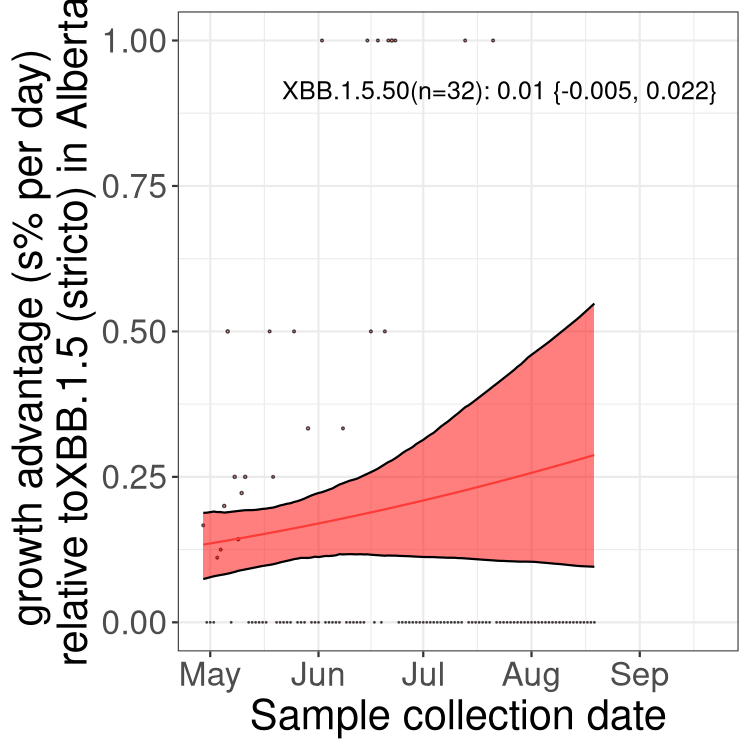 growth advantage (s% per day)
relative toXBB.1.5 (stricto) in Alberta
1.00
0.75
0.50
0.25
0.00
XBB.1.5.50(n=32): 0.01 {-0.005, 0.022}
May Jun Jul Aug Sep
Sample collection date